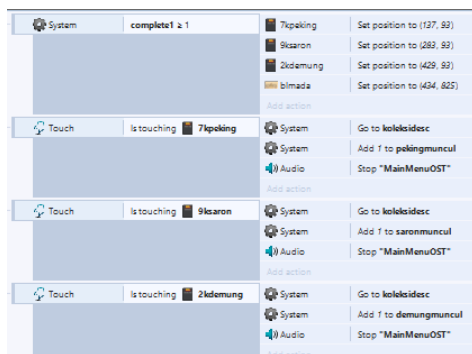 System complete1 ≥ 1 7kpeking Set position to (137, 93)
9ksaron Set position to (283, 93)
2kdemung Set position to (429, 93)
blmada Set position to (434, 825)
Add action
Touch Is touching 7kpeking System Go to koleksidesc
System Add 1 to pekingmuncul
Audio Stop "MainMenuOST"
Add action
Touch Is touching 9ksaron System Go to koleksidesc
System Add 1 to saronmuncul
Audio Stop "MainMenuOST"
Add action
Touch Is touching 2kdemung System Go to koleksidesc
System Add 1 to demungmuncul
Audio Stop "MainMenuOST"
Add action